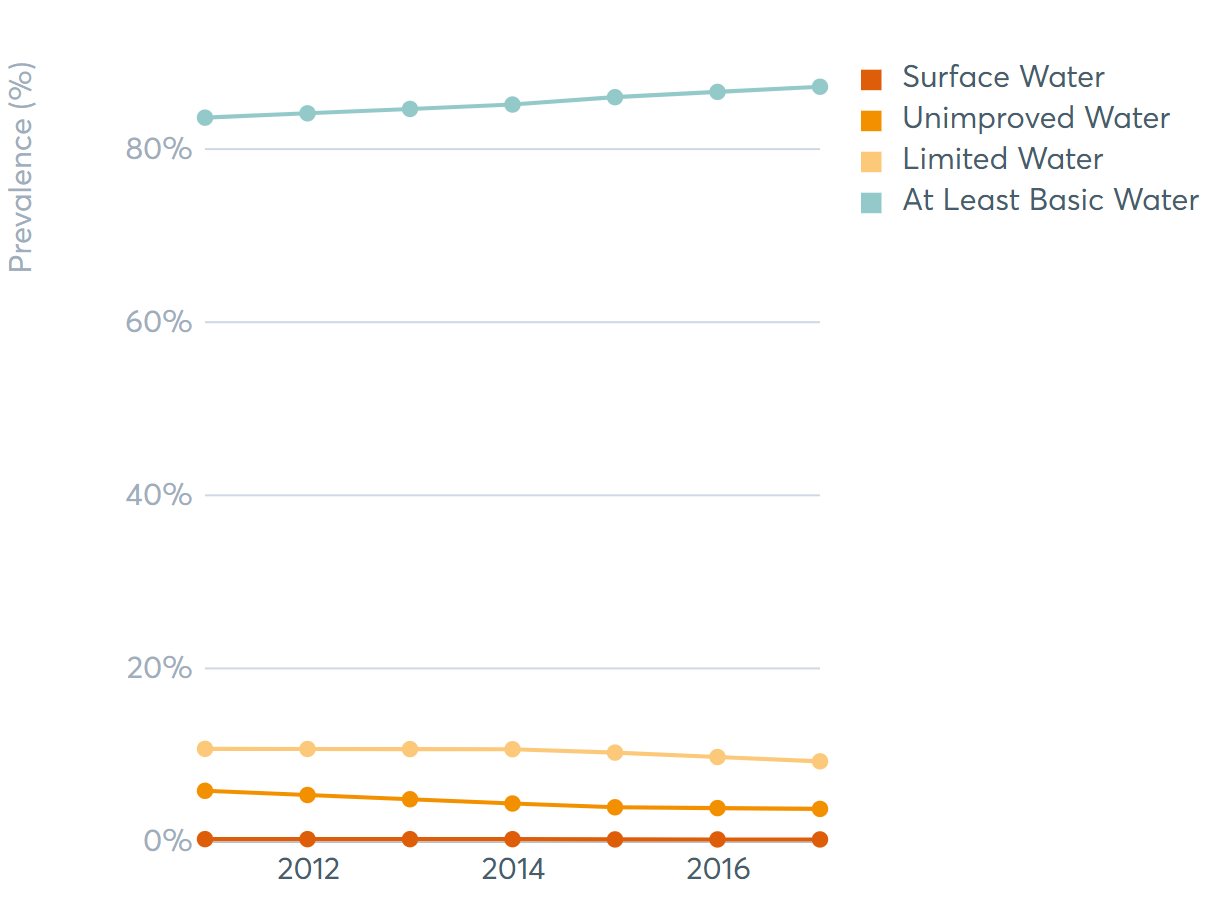 Prevalence (%)
80%
60%
40%
20%
0%
2012
2014
2016
Surface Water
Unimproved Water
Limited Water
At Least Basic Water